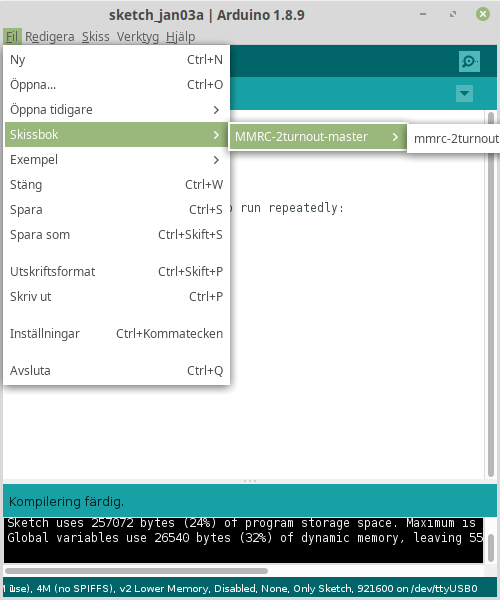 sketch_jan03a | Arduino 1.8.9
Fil Redigera Skiss Verktyg Hjälp
Ny Ctrl+N
Öppna... Ctrl+O
Öppna tidigare
Skissbok
MMRC-2turnout-master
mmrc-2turnout
Exempel
Stäng Ctrl+W
Spara Ctrl+S
run repeatedly:
Spara som Ctrl+Skift+S
Utskriftsformat Ctrl+Skift+P
Skriv ut Ctrl+P
Inställningar Ctrl+Kommatecken
Avsluta Ctrl+Q
Kompilering färdig.
Sketch uses 257072 bytes (24%) of program storage space. Maximum is
Global variables use 26540 bytes (32%) of dynamic memory, leaving 55
use), 4M (no SPIFFS), v2 Lower Memory, Disabled, None, Only Sketch, 921600 on /dev/ttyUSB0